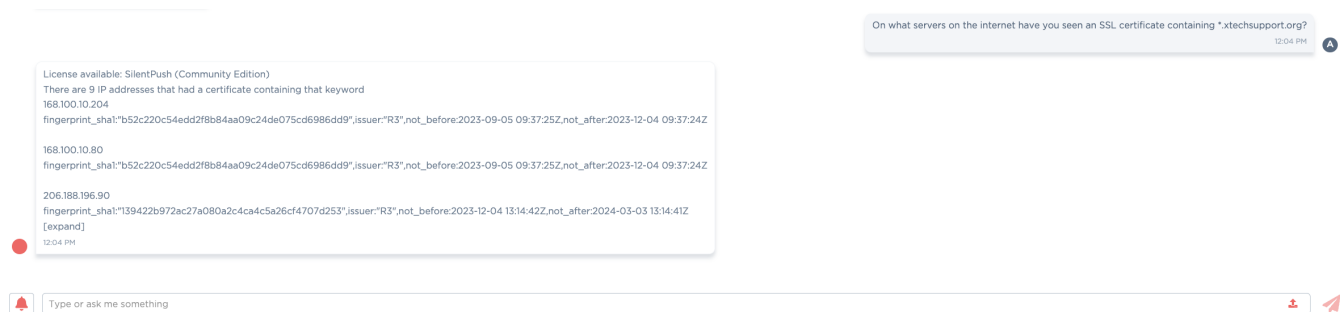 On what servers on the internet have you seen an SSL certificate containing *.xtechsupport.org?
12:04 PM
A
License available: SilentPush (Community Edition)
There are 9 IP addresses that had a certificate containing that keyword
168.100.10.204
fingerprint_sha1:"b52c220c54edd2f8b84aa09c24de075cd6986dd9",issuer:"R3",not_before:2023-09-05 09:37:25Z,not_after:2023-12-04 09:37:24Z
168.100.10.80
fingerprint_sha1:"b52c220c54edd2f8b84aa09c24de075cd6986dd9",issuer:"R3",not_before:2023-09-05 09:37:25Z,not_after:2023-12-04 09:37:24Z
206.188.196.90
fingerprint_sha1:"139422b972ac27a080a2c4ca4c5a26cf4707d253",issuer:"R3",not_before:2023-12-04 13:14:42Z,not_after:2024-03-03 13:14:41Z
[expand]
12:04 PM
Type or ask me something